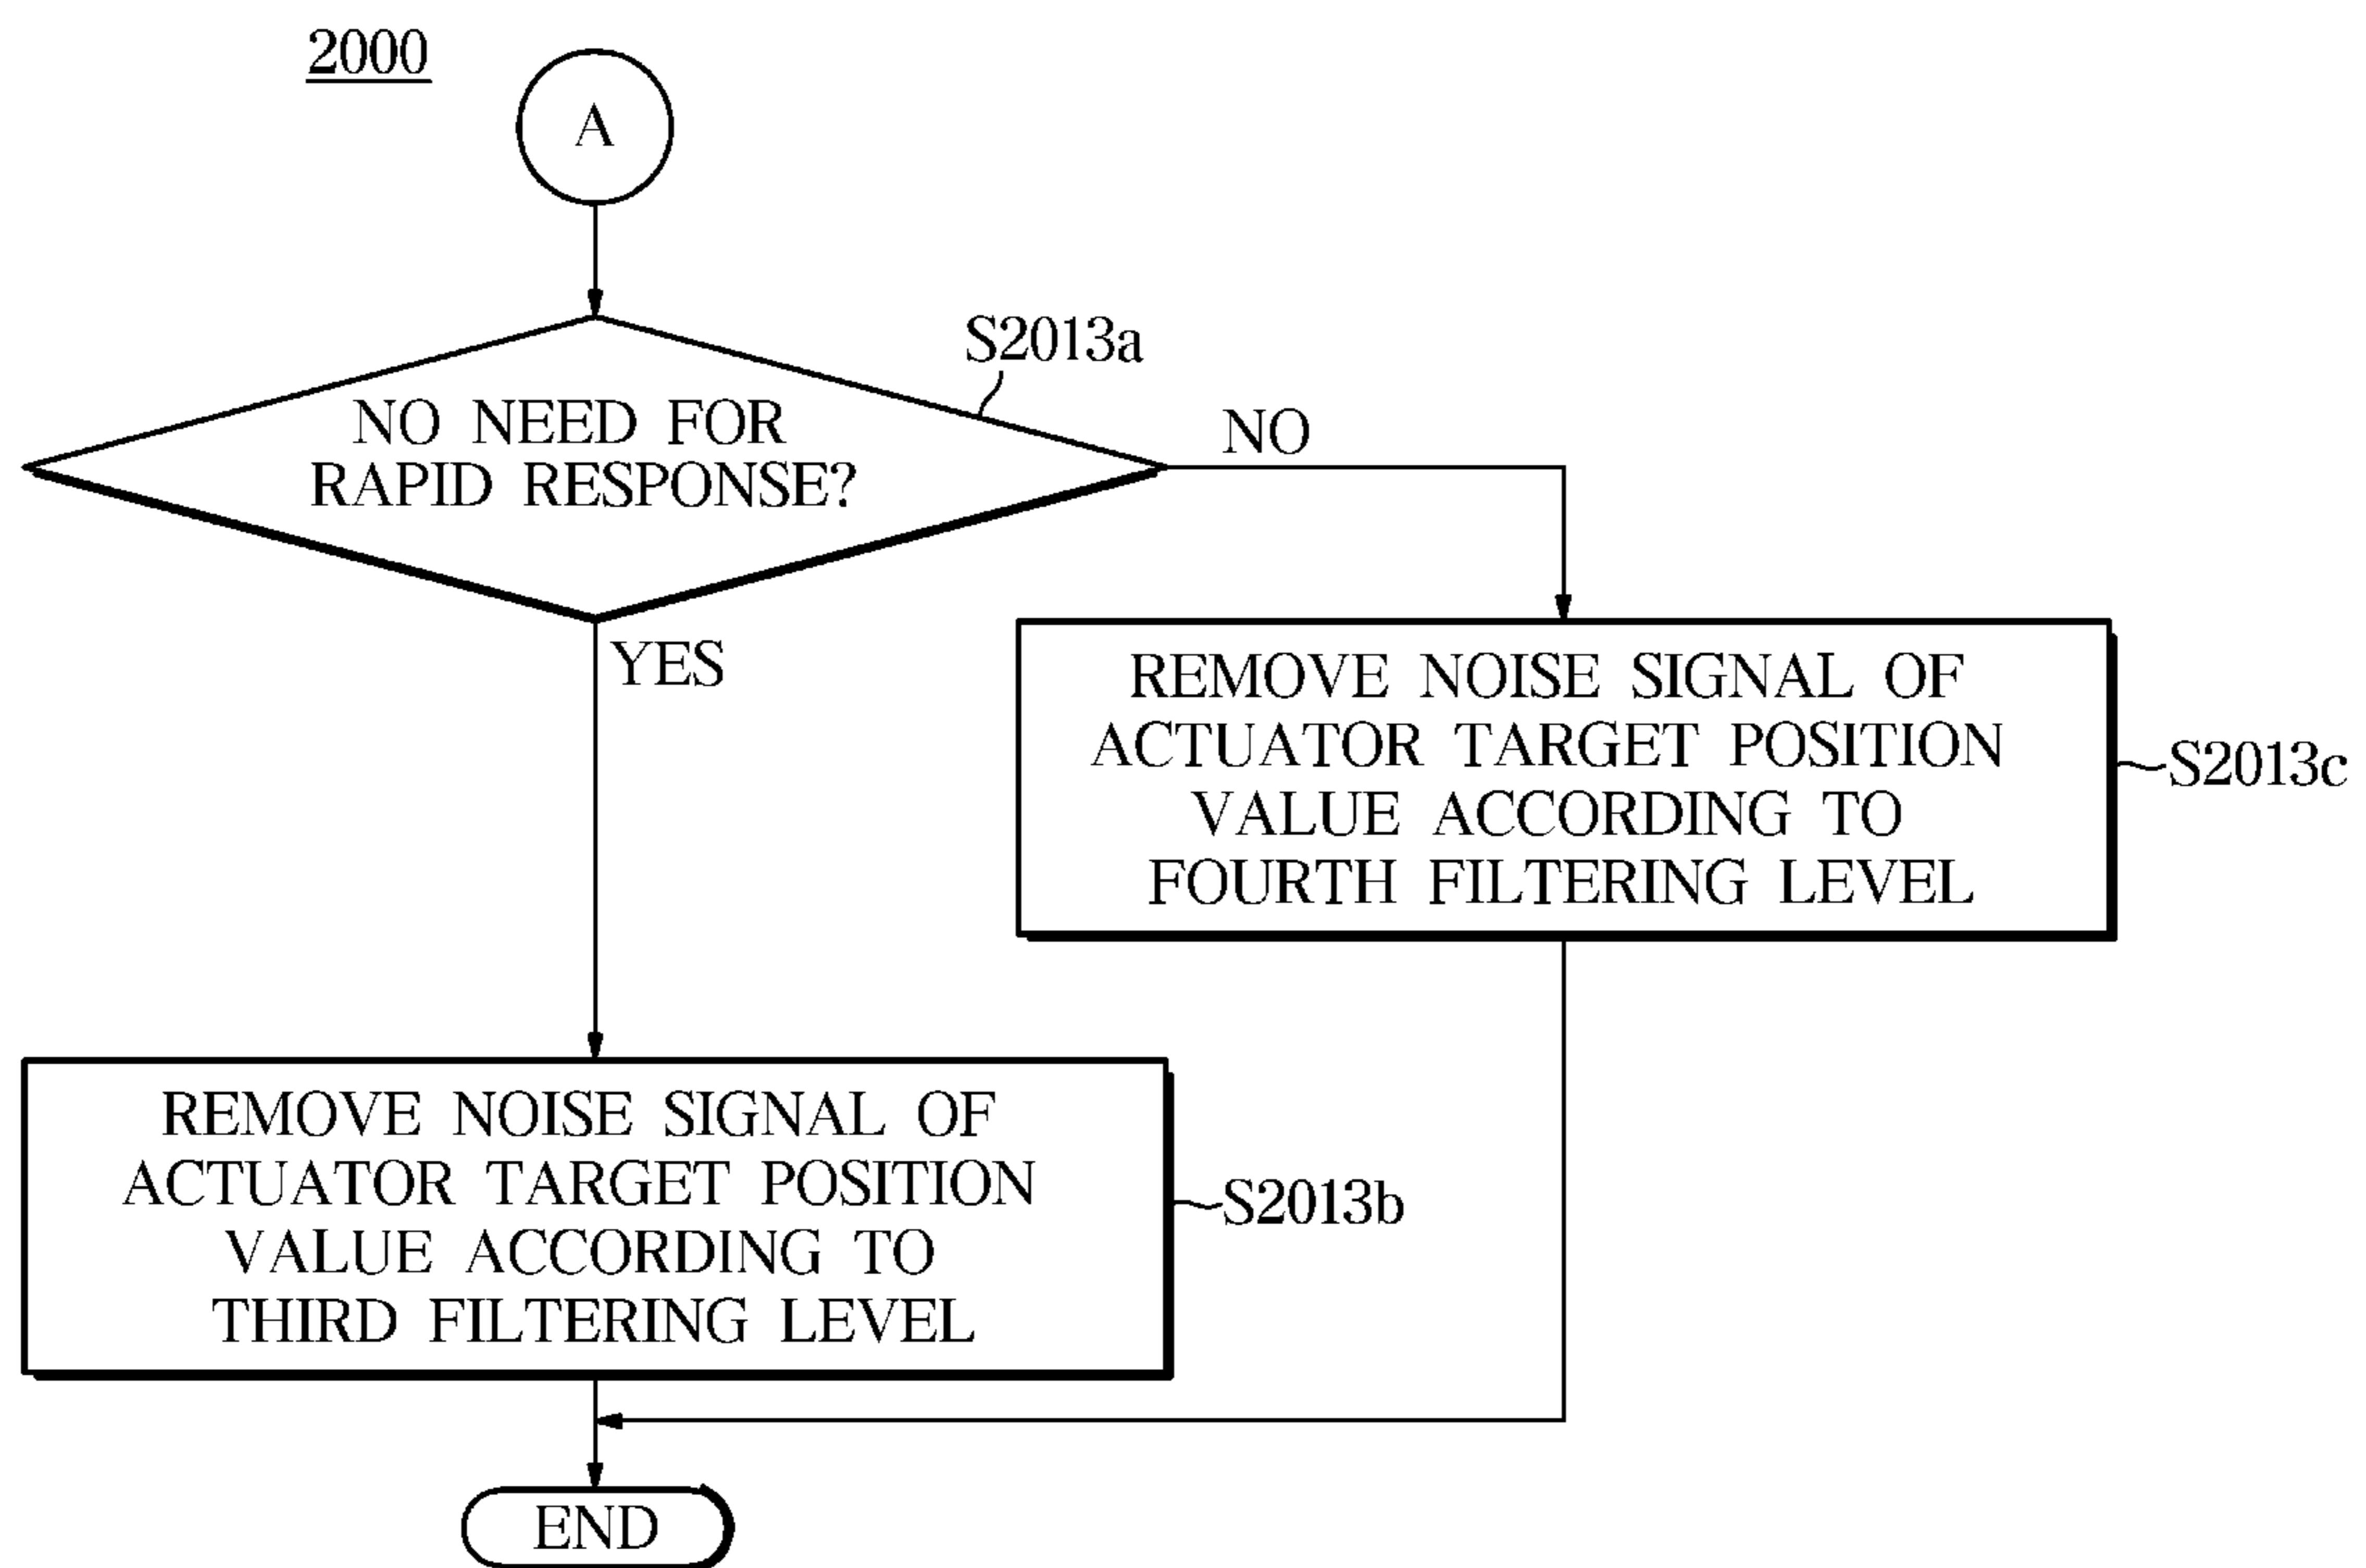 2000
A
S2013a
NO NEED FOR
RAPID RESPONSE?
NO
YES
REMOVE NOISE SIGNAL OF
ACTUATOR TARGET POSITION
VALUE ACCORDING TO
FOURTH FILTERING LEVEL
S2013c
REMOVE NOISE SIGNAL OF
ACTUATOR TARGET POSITION
VALUE ACCORDING TO
THIRD FILTERING LEVEL
S2013b
END